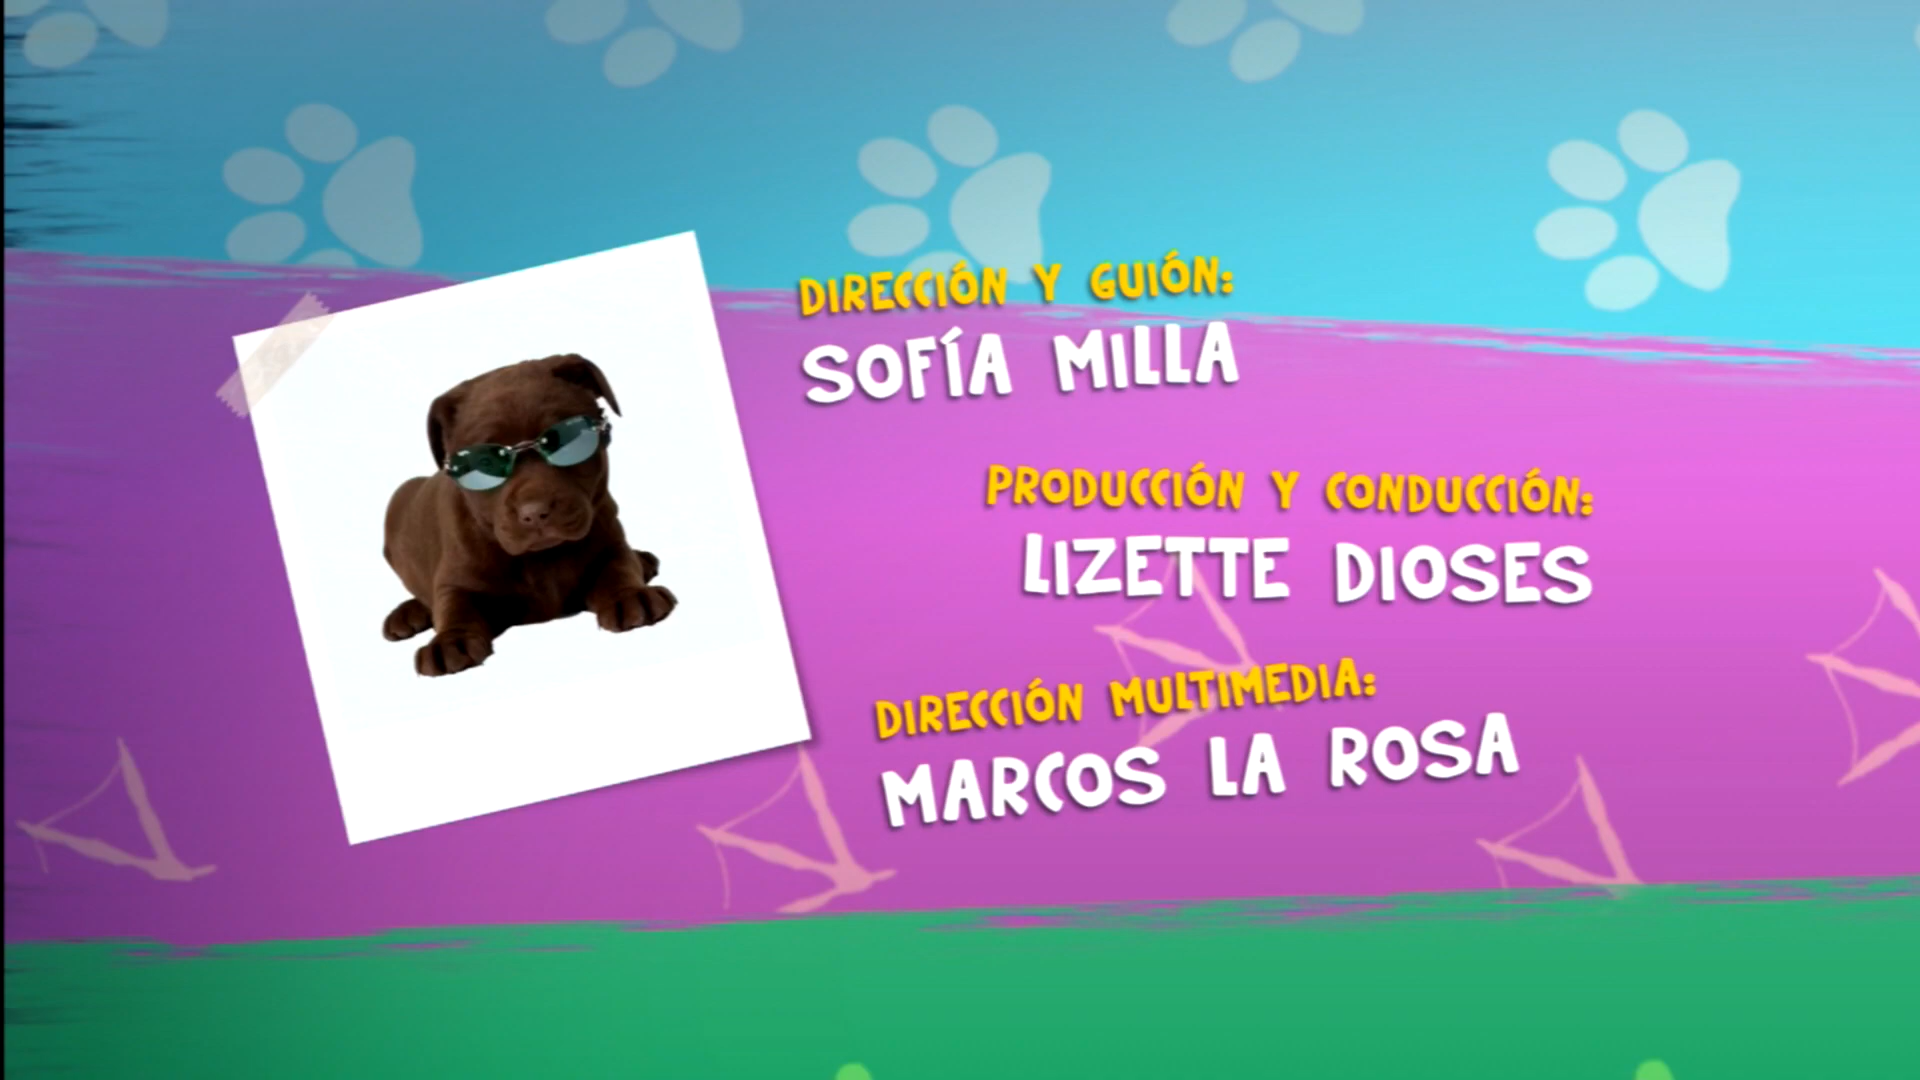 DIRECCIÓN Y GUIÓN:
SOFÍA MILLA
PRODUCCIÓN Y CONDUCCIÓN:
LIZETTE DIOSES
DIRECCIÓN MULTIMEDIA:
MARCOS LA ROSA